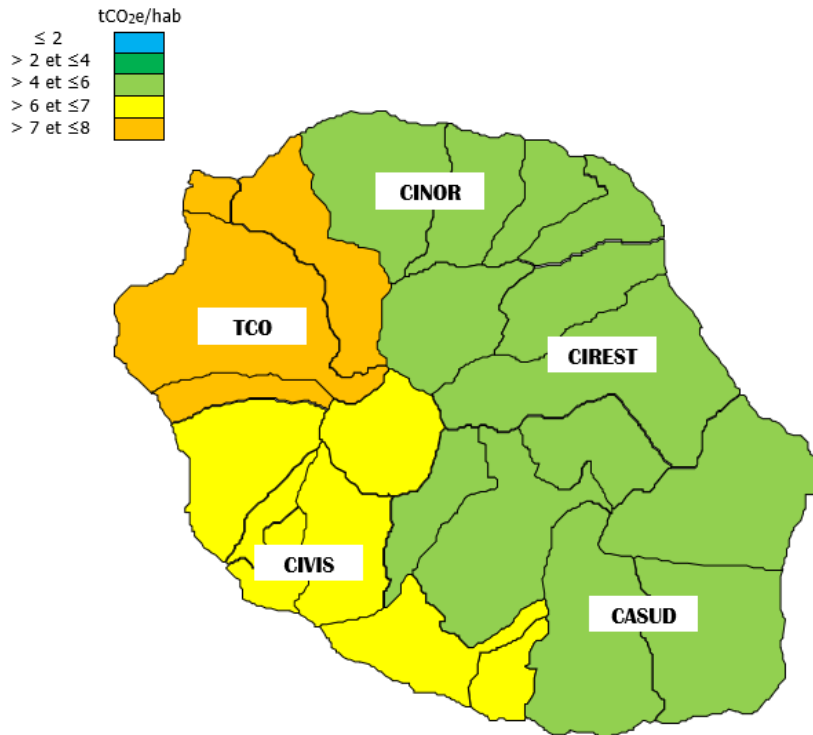 tCO2e/hab
≤ 2
> 2 et ≤4
> 4 et ≤6
> 6 et ≤7
> 7 et ≤8
CINOR
TCO
CIREST
CIVIS
CASUD